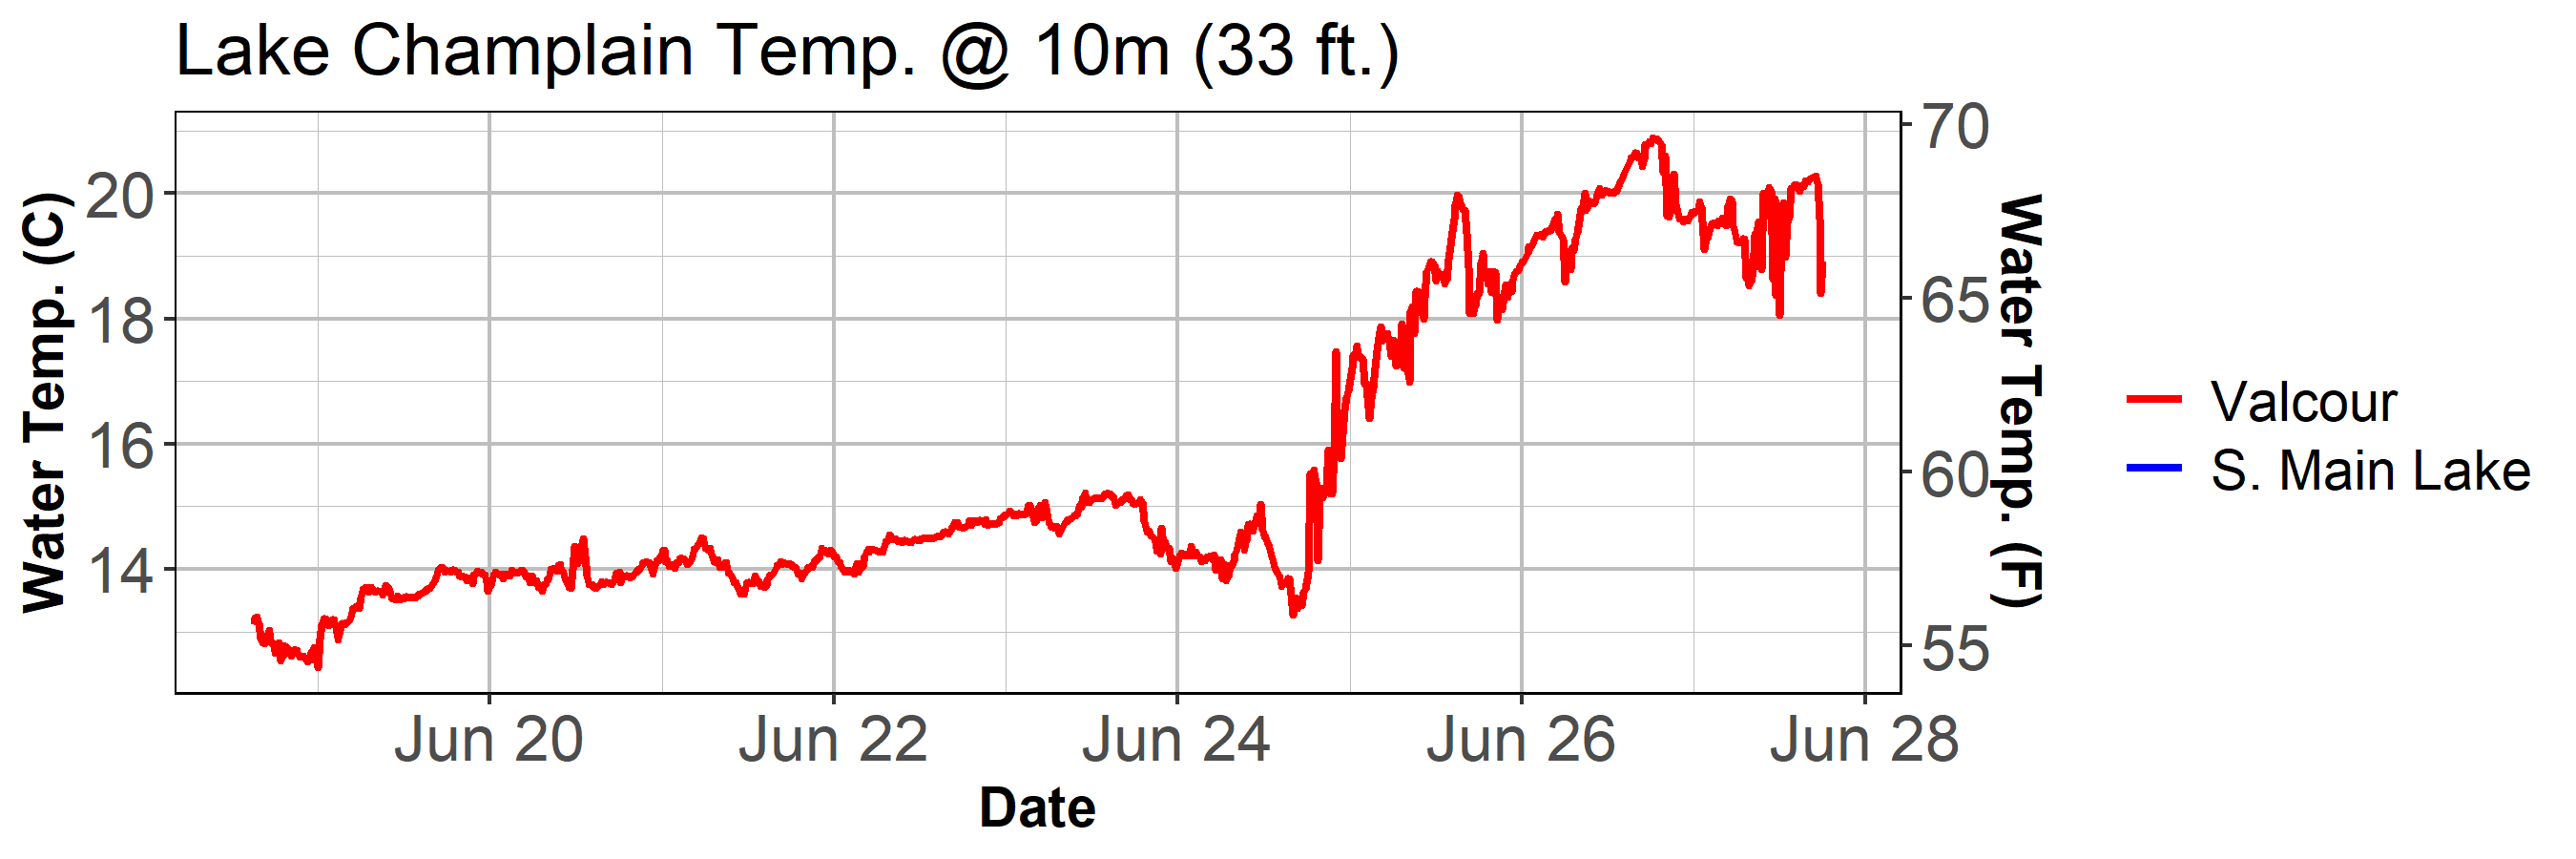 Lake Champlain Temp. @ 10m (33 ft.)
Water Temp. (C)
20
18
16
14
70
65
60
55
Water Temp. (F)
Jun 20
Jun 22
Jun 24
Jun 26
Jun 28
Date
Valcour
S. Main Lake